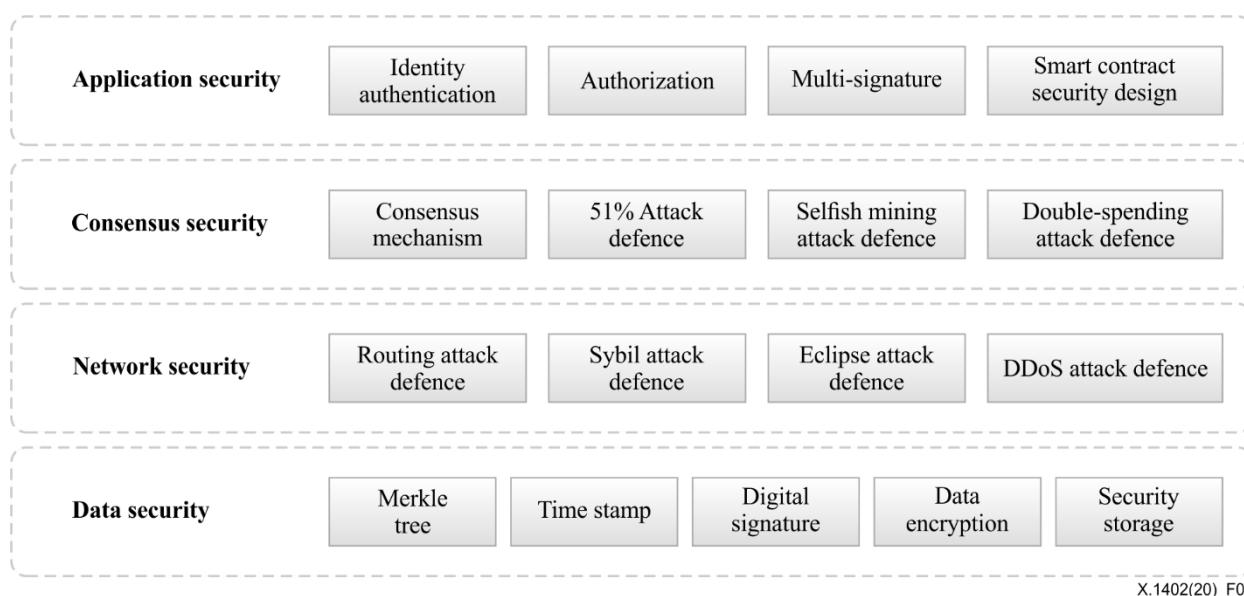 Application security
Identity
authentication
Authorization
Multi-signature
Smart contract
security design
Consensus security
Consensus
mechanism
51% Attack
defence
Selfish mining
attack defence
Double-spending
attack defence
Network security
Routing attack
defence
Sybil attack
defence
Eclipse attack
defence
DDoS attack defence
Data security
Merkle
tree
Time stamp
Digital
signature
Data
encryption
Security
storage
X.1402(20)_F0